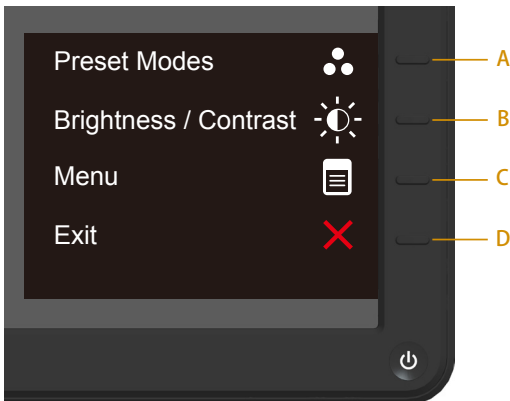 Preset Modes
A
Brightness / Contrast
B
Menu
C
Exit
D